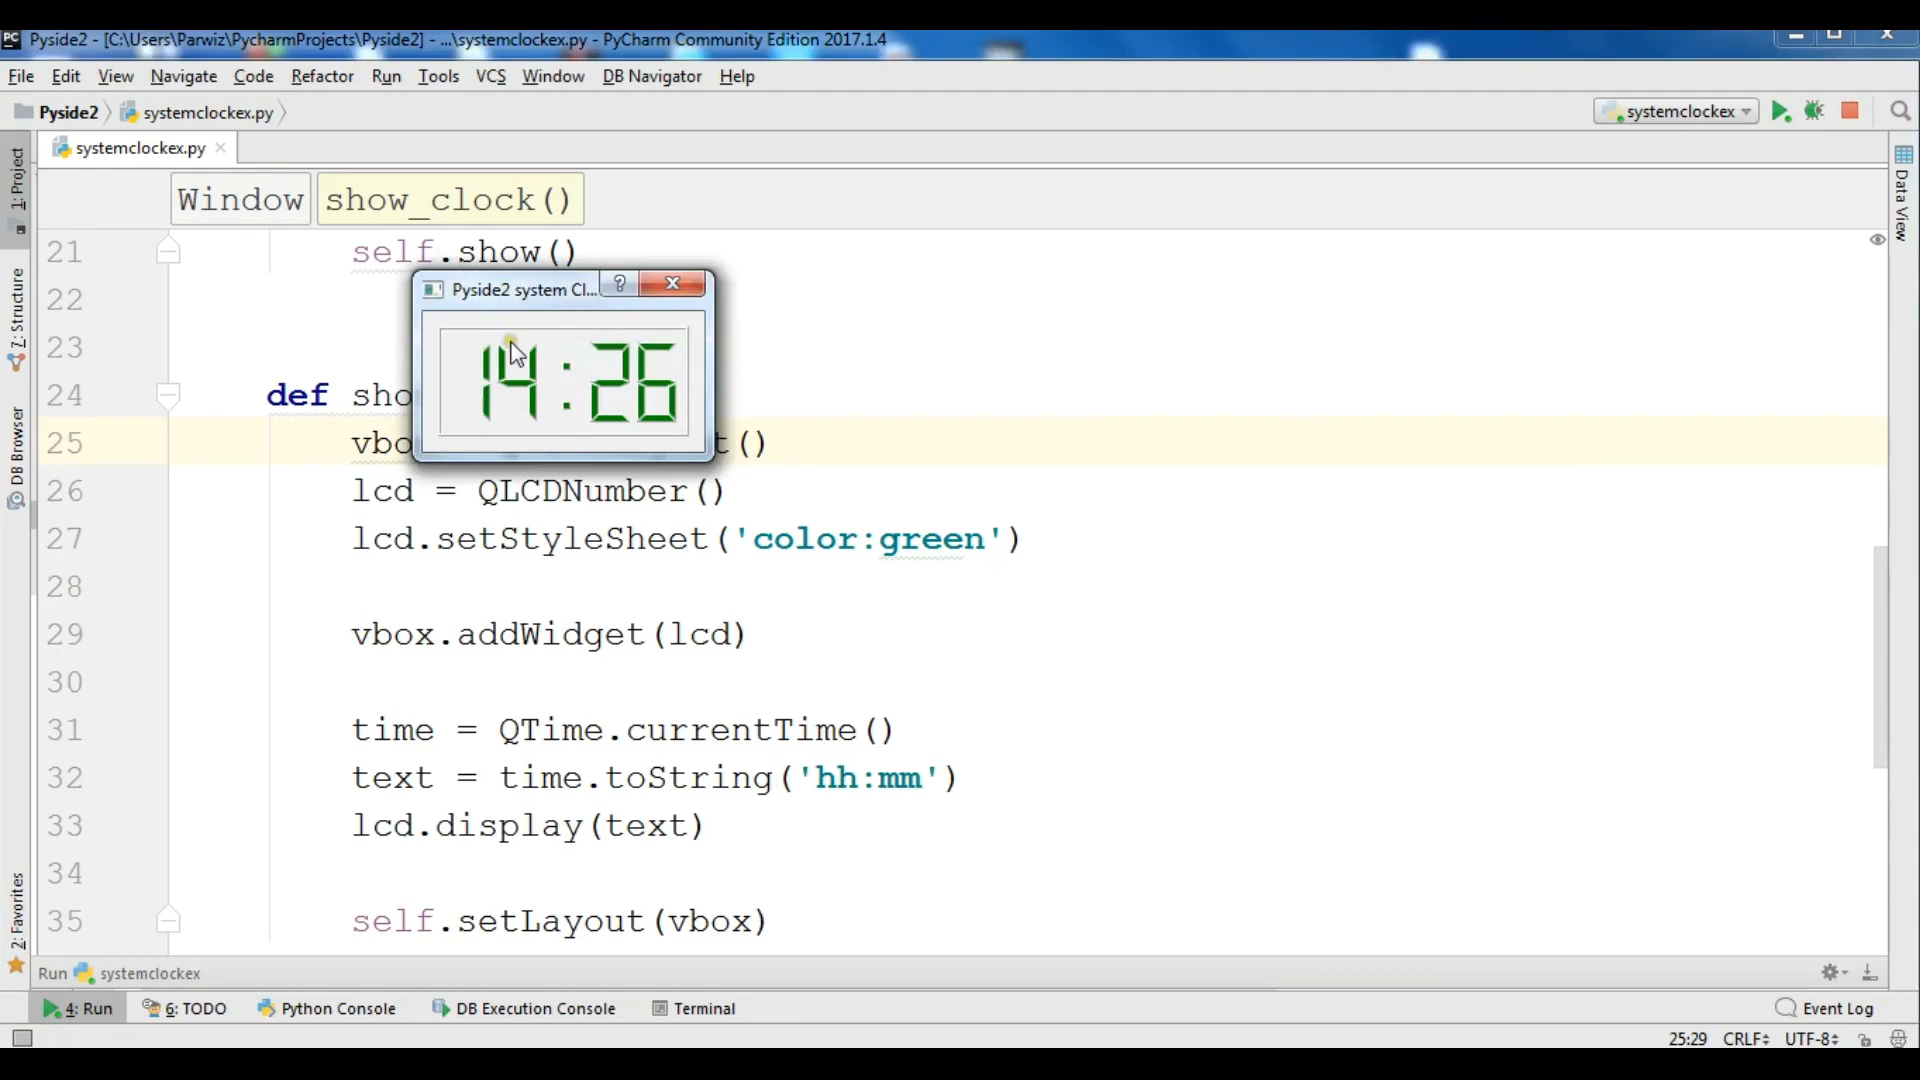 Pyside2 - [C:\Users\Parwiz\PycharmProjects\Pyside2] - ...\systemclockex.py - PyCharm Community Edition 2017.1.4
File Edit View Navigate Code Refactor Run Tools VCS Window DB Navigator Help
Pyside2 systemclockex.py systemclockex
systemclockex.py
1: Project
7: Structure
DB Browser
2: Favorites
Data View
Window show_clock()
21 self.show()
22
23
24 def sho
25 vbo t()
26 lcd = QLCDNumber()
27 lcd.setStyleSheet('color:green')
28
29 vbox.addWidget(lcd)
30
31 time = QTime.currentTime()
32 text = time.toString('hh:mm')
33 lcd.display(text)
34
35 self.setLayout(vbox)
Pyside2 system Cl...
14:26
Run systemclockex
4: Run 6: TODO Python Console DB Execution Console Terminal Event Log
25:29 CRLF UTF-8